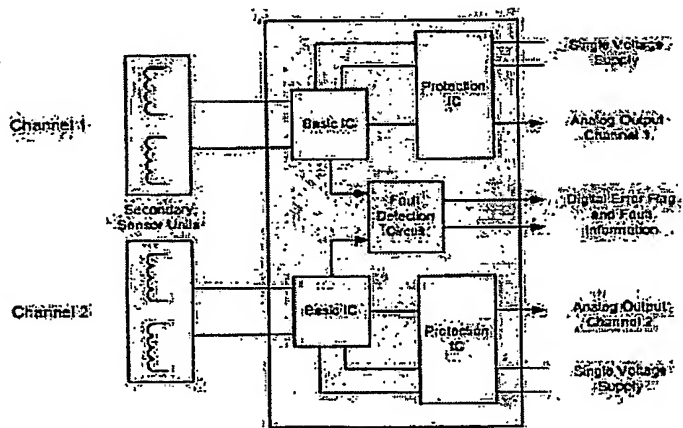 Single Voltage
Supply
Protection
IC
Channel 1
Basic IC
Analog Output
Channel 1
Secondary
Sensor Units
Fault
Detection
Circuit
Digital Error Flag
and Fault
Information
Channel 2
Basic IC
Protection
IC
Analog Output
Channel 2
Single Voltage
Supply